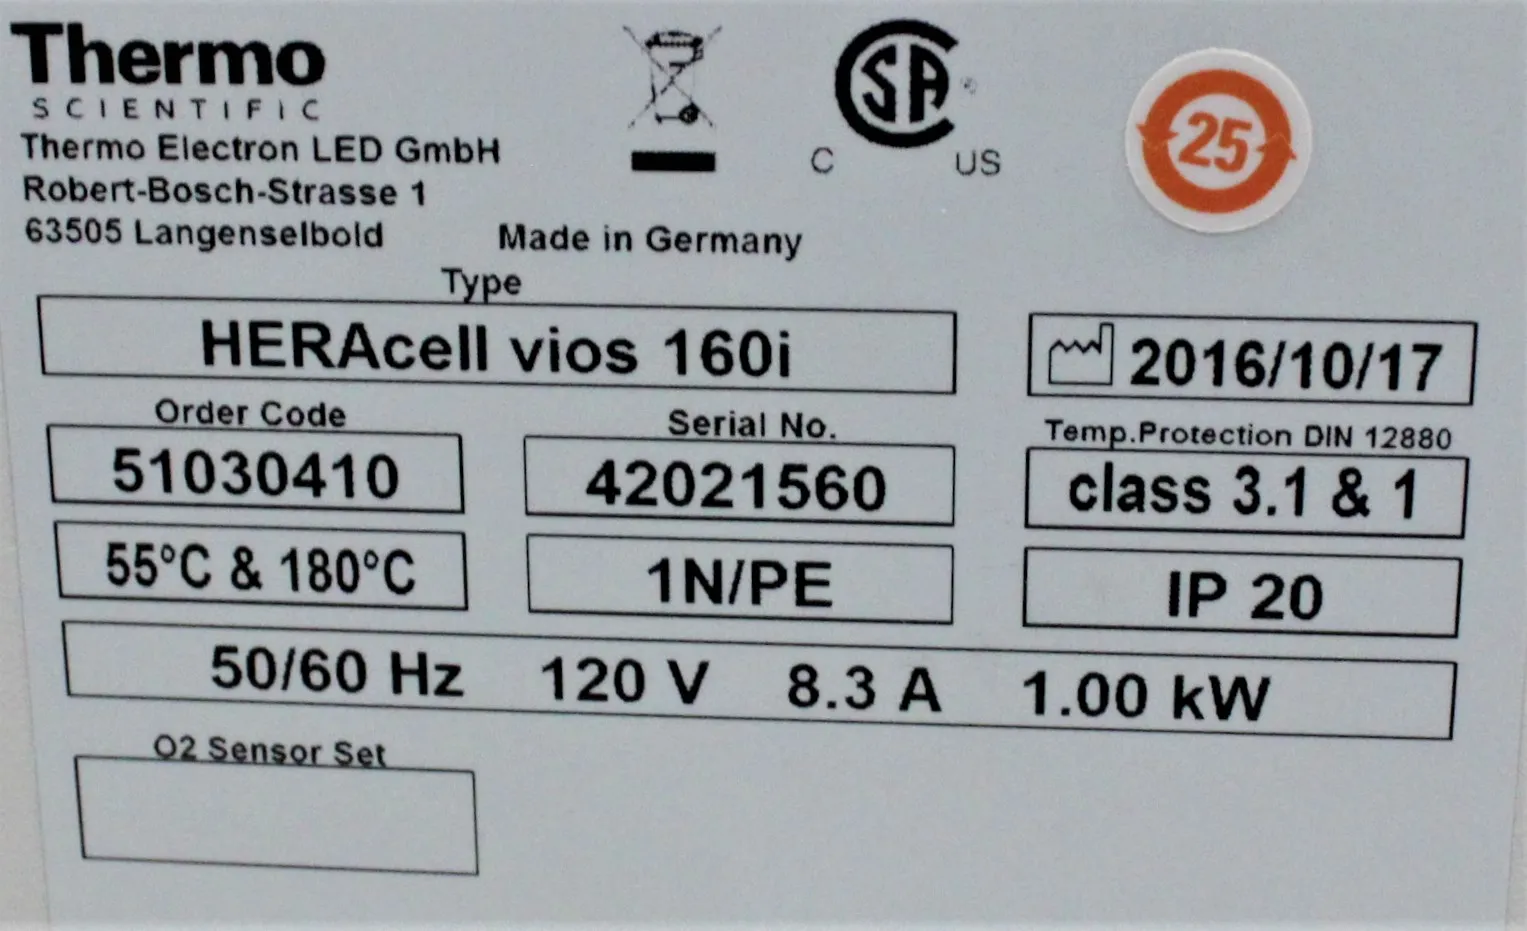 Thermo
SCIENTIFIC
Thermo Electron LED GmbH
Robert-Bosch-Strasse 1
63505 Langenselbold
Made in Germany
CSA
®
C US
25
Type
HERAcell vios 160i
2016/10/17
Order Code
51030410
Serial No.
42021560
Temp.Protection DIN 12880
class 3.1 & 1
55°C & 180°C
1N/PE
IP 20
50/60 Hz 120 V 8.3 A 1.00 kW
O2 Sensor Set